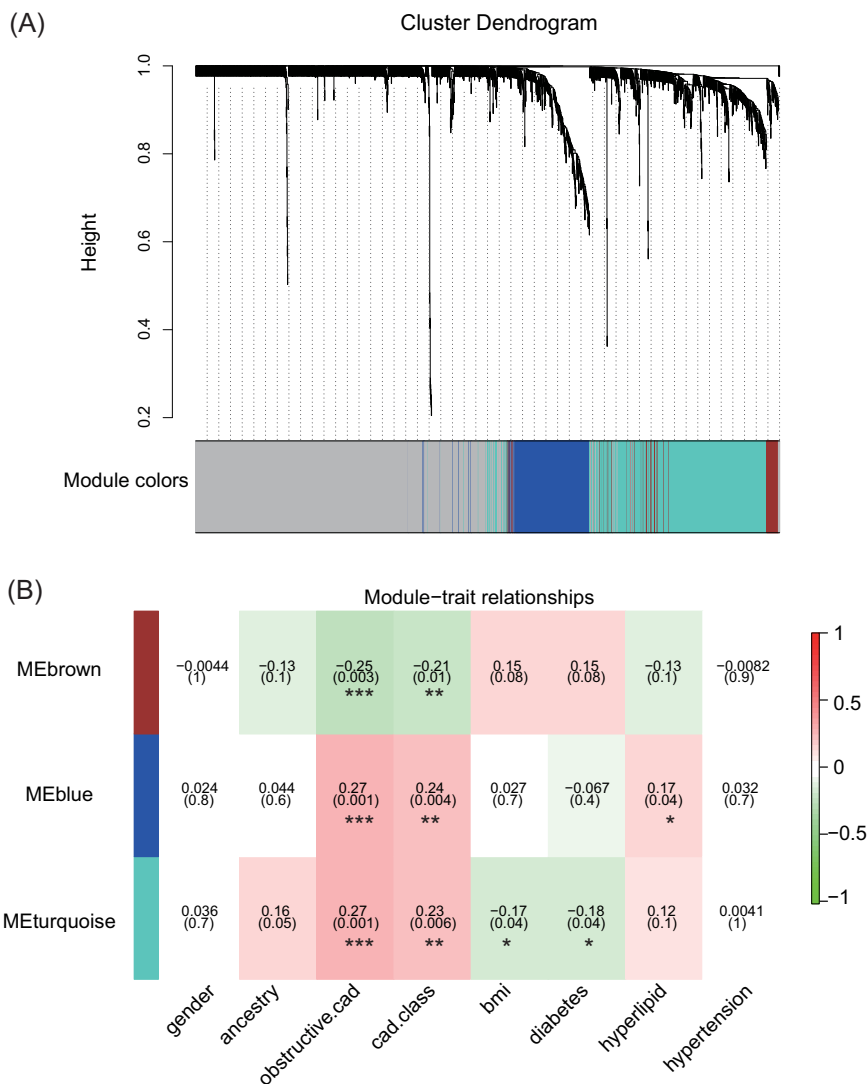 (A)
Cluster Dendrogram
Height
1.0
0.8
0.6
0.4
0.2
Module colors
(B)
Module−trait relationships
MEbrown
−0.0044 −0.13 −0.25 −0.21 0.15 0.15 −0.13 −0.0082
(1) (0.1) (0.003) (0.01) (0.08) (0.08) (0.1) (0.9)
*** **
MEblue
0.024 0.044 0.27 0.24 0.027 −0.067 0.17 0.032
(0.8) (0.6) (0.001) (0.004) (0.7) (0.4) (0.04) (0.7)
*** ** *
MEturquoise
0.036 0.16 0.27 0.23 −0.17 −0.18 0.12 0.0041
(0.7) (0.05) (0.001) (0.006) (0.04) (0.04) (0.1) (1)
*** ** * *
gender
ancestry
obstructive.cad
cad.class
bmi
diabetes
hyperlipid
hypertension
1
0.5
0
−0.5
−1